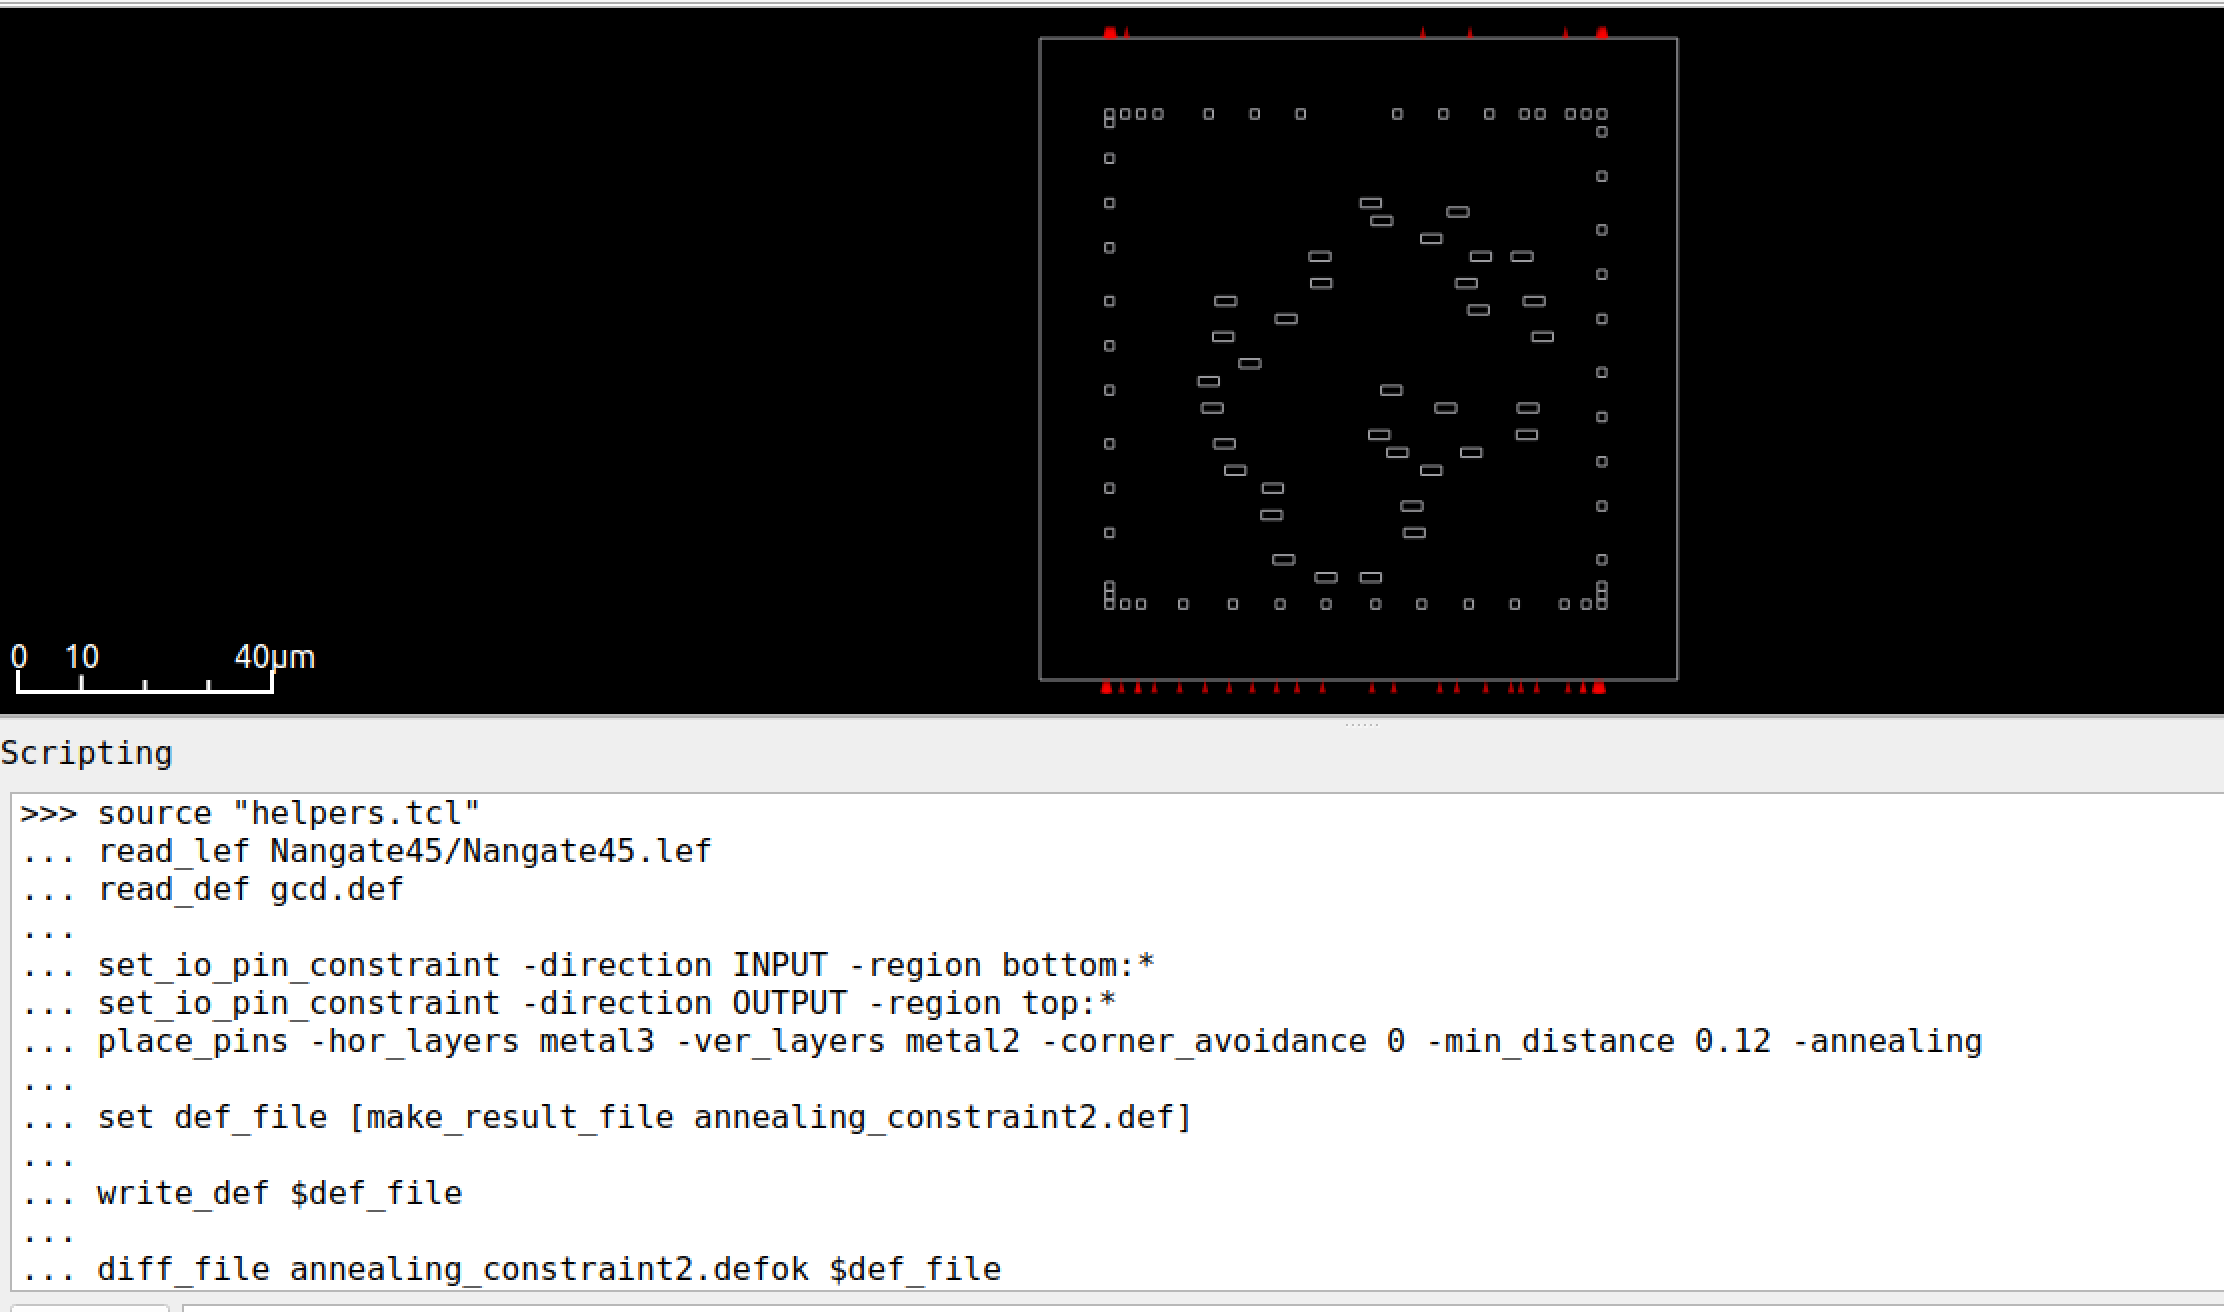 0 10 40μm
Scripting
>>> source "helpers.tcl"
... read_lef Nangate45/Nangate45.lef
... read_def gcd.def
...
... set_io_pin_constraint -direction INPUT -region bottom:*
... set_io_pin_constraint -direction OUTPUT -region top:*
... place_pins -hor_layers metal3 -ver_layers metal2 -corner_avoidance 0 -min_distance 0.12 -annealing
...
... set def_file [make_result_file annealing_constraint2.def]
...
... write_def $def_file
...
... diff_file annealing_constraint2.defok $def_file